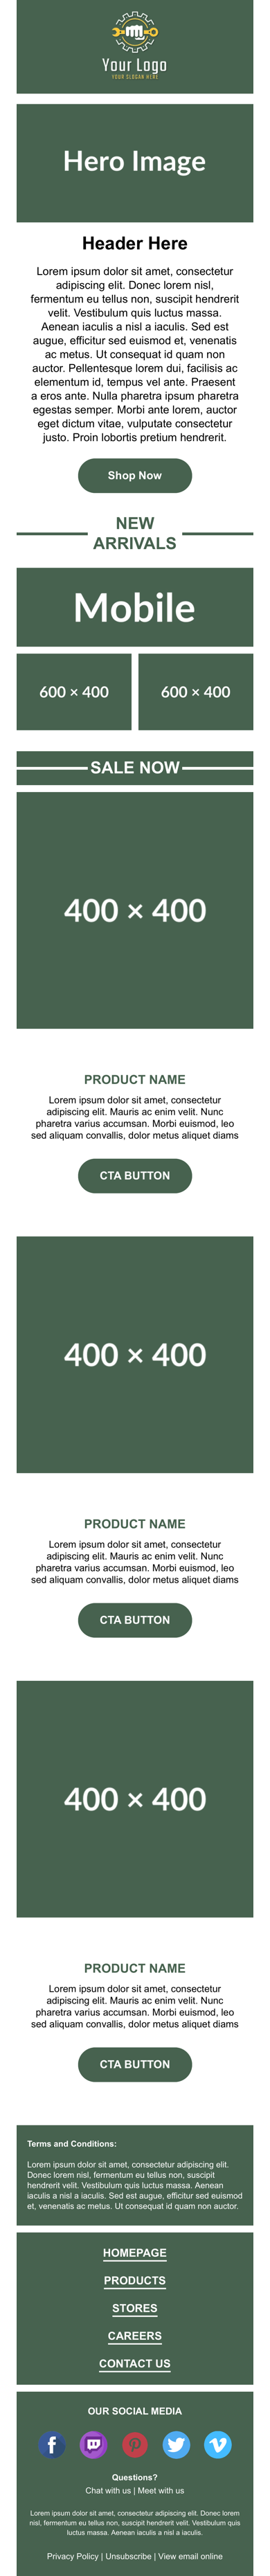 Your Logo
YOUR SLOGAN HERE
Hero Image
Header Here
Lorem ipsum dolor sit amet, consectetur
adipiscing elit. Donec lorem nisl,
fermentum eu tellus non, suscipit hendrerit
velit. Vestibulum quis luctus massa.
Aenean iaculis a nisl a iaculis. Sed est
augue, efficitur sed euismod et, venenatis
ac metus. Ut consequat id quam non
auctor. Pellentesque lorem dui, facilisis ac
elementum id, tempus vel ante. Praesent
a eros ante. Nulla pharetra ipsum pharetra
egestas semper. Morbi ante lorem, auctor
eget dictum vitae, vulputate consectetur
justo. Proin lobortis pretium hendrerit.
Shop Now
NEW
ARRIVALS
Mobile
600 × 400 600 × 400
SALE NOW
400 × 400
PRODUCT NAME
Lorem ipsum dolor sit amet, consectetur
adipiscing elit. Mauris ac enim velit. Nunc
pharetra varius accumsan. Morbi euismod, leo
sed aliquam convallis, dolor metus aliquet diams
CTA BUTTON
400 × 400
PRODUCT NAME
Lorem ipsum dolor sit amet, consectetur
adipiscing elit. Mauris ac enim velit. Nunc
pharetra varius accumsan. Morbi euismod, leo
sed aliquam convallis, dolor metus aliquet diams
CTA BUTTON
400 × 400
PRODUCT NAME
Lorem ipsum dolor sit amet, consectetur
adipiscing elit. Mauris ac enim velit. Nunc
pharetra varius accumsan. Morbi euismod, leo
sed aliquam convallis, dolor metus aliquet diams
CTA BUTTON
Terms and Conditions:
Lorem ipsum dolor sit amet, consectetur adipiscing elit.
Donec lorem nisl, fermentum eu tellus non, suscipit
hendrerit velit. Vestibulum quis luctus massa. Aenean
iaculis a nisl a iaculis. Sed est augue, efficitur sed euismod
et, venenatis ac metus. Ut consequat id quam non auctor.
HOMEPAGE
PRODUCTS
STORES
CAREERS
CONTACT US
OUR SOCIAL MEDIA
Questions?
Chat with us | Meet with us
Lorem ipsum dolor sit amet, consectetur adipiscing elit. Donec lorem
nisl, fermentum eu tellus non, suscipit hendrerit velit. Vestibulum quis
luctus massa. Aenean iaculis a nisl a iaculis.
Privacy Policy | Unsubscribe | View email online